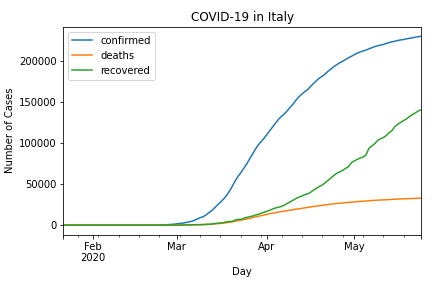 COVID-19 in Italy
confirmed
deaths
recovered
Number of Cases
200000
150000
100000
50000
0
Feb
2020
Mar
Apr
May
Day